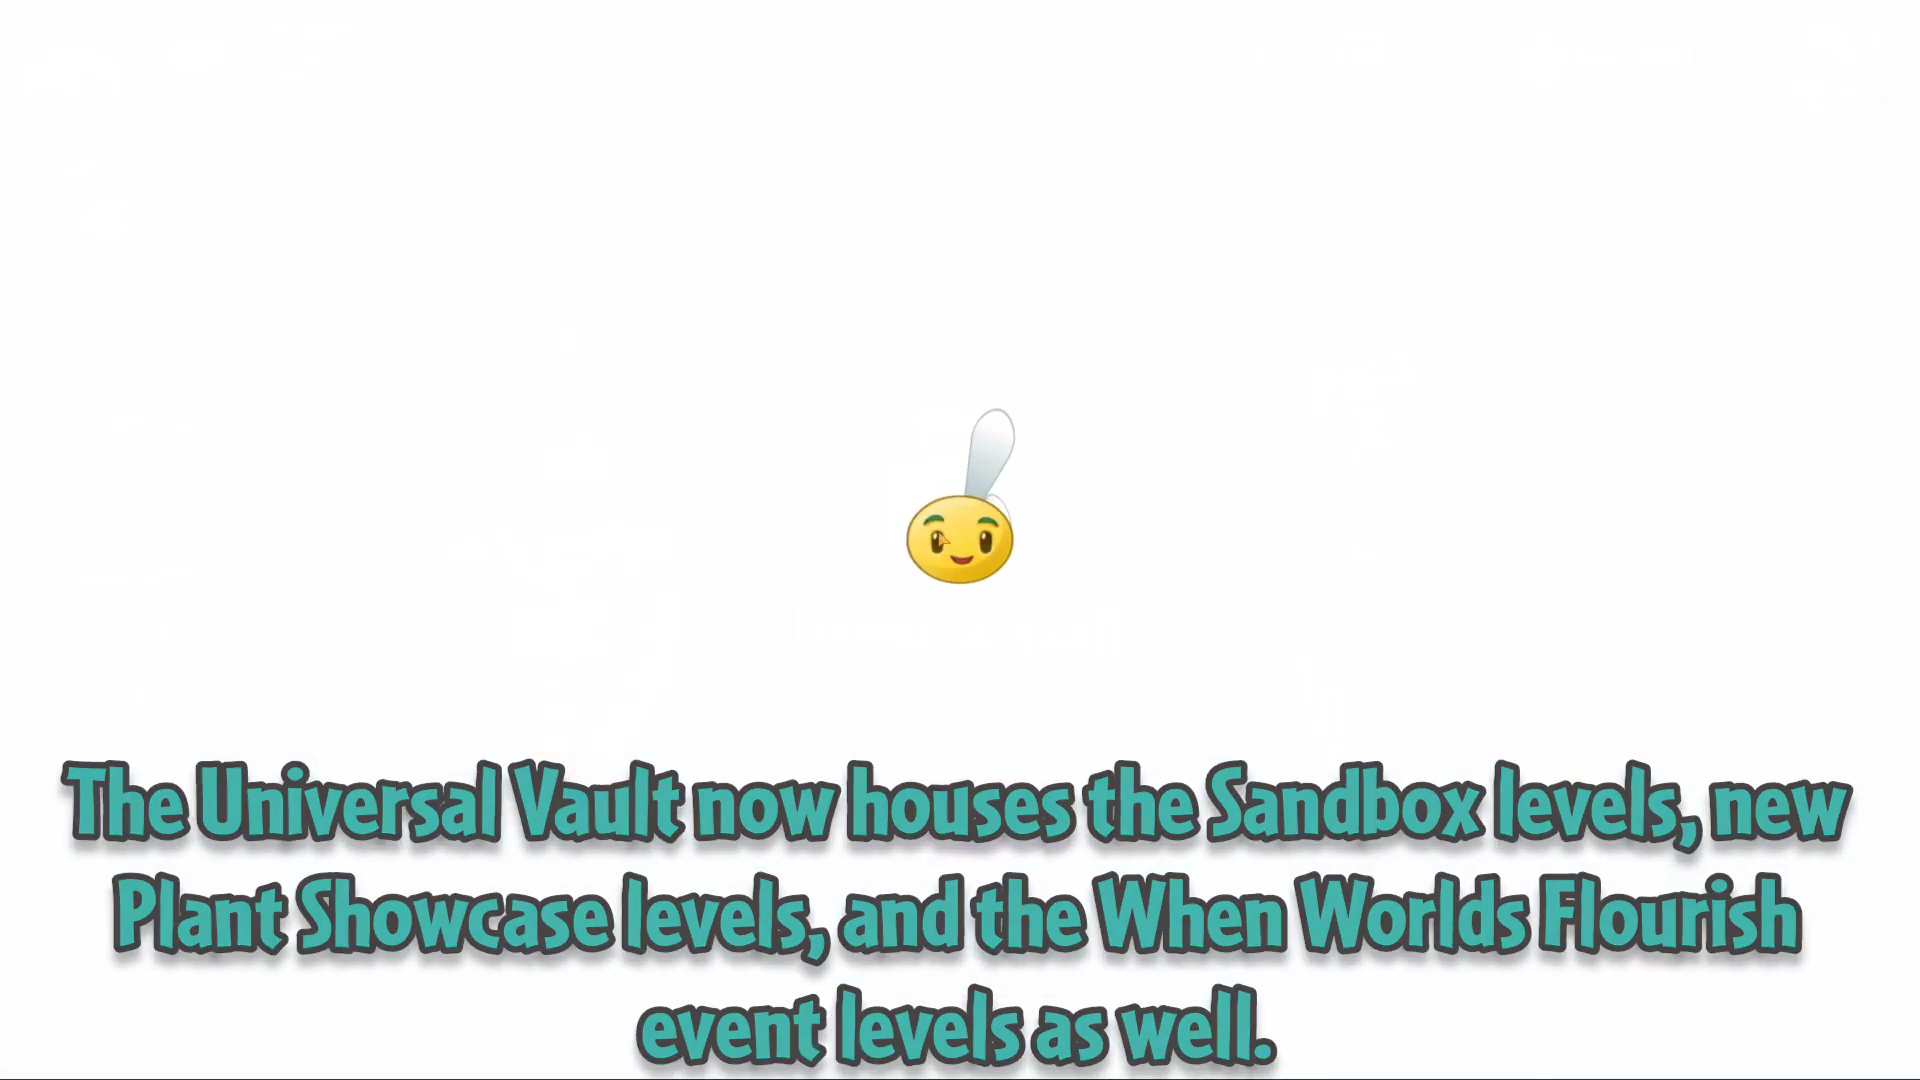 The Universal Vault now houses the Sandbox levels, new
Plant Showcase levels, and the When Worlds Flourish
event levels as well.